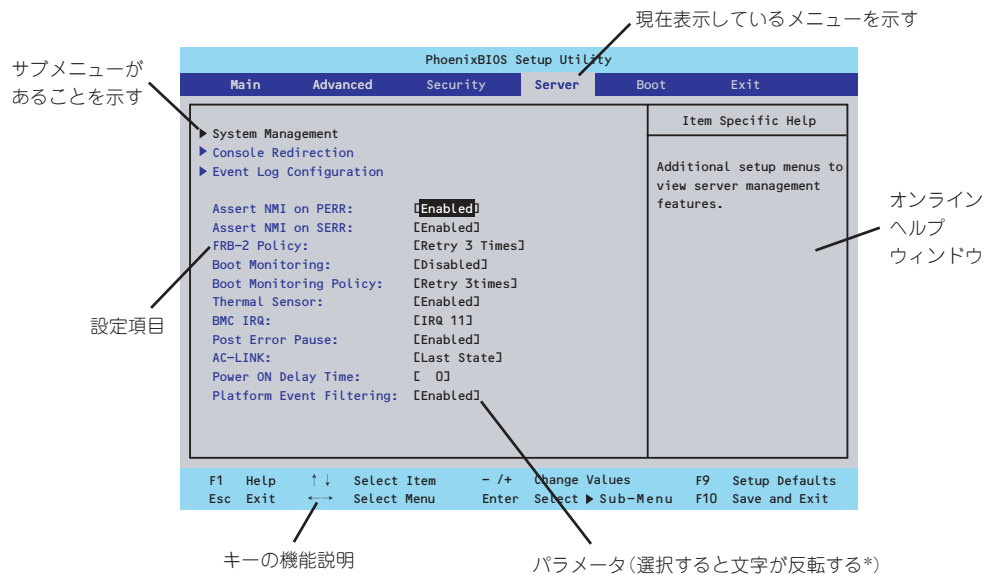 現在表示しているメニューを示す
サブメニューが
あることを示す
PhoenixBIOS Setup Utility
Main Advanced Security Server Boot Exit
Item Specific Help
▶ System Management
▶ Console Redirection
▶ Event Log Configuration
Additional setup menus to
view server management
features.
Assert NMI on PERR: [Enabled]
Assert NMI on SERR: [Enabled]
FRB-2 Policy: [Retry 3 Times]
Boot Monitoring: [Disabled]
Boot Monitoring Policy: [Retry 3times]
Thermal Sensor: [Enabled]
BMC IRQ: [IRQ 11]
Post Error Pause: [Enabled]
AC-LINK: [Last State]
Power ON Delay Time: [ 0]
Platform Event Filtering: [Enabled]
オンライン
ヘルプ
ウィンドウ
設定項目
F1 Help ↑↓ Select Item - /+ Change Values F9 Setup Defaults
Esc Exit ←→ Select Menu Enter Select ▶ Sub-Menu F10 Save and Exit
キーの機能説明
パラメータ(選択すると文字が反転する*)